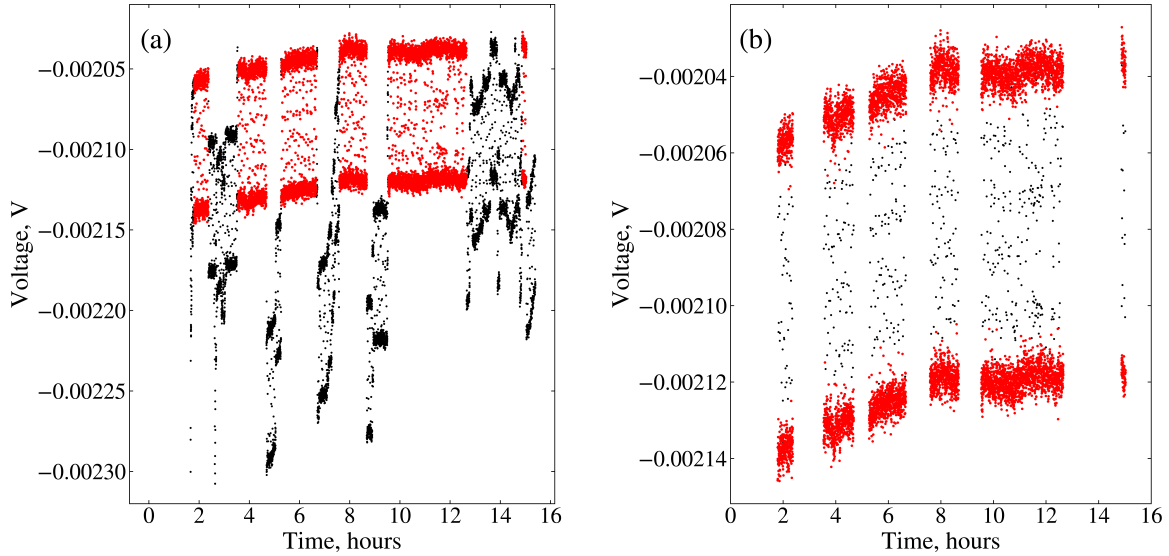 (a)
−0.00205
−0.00210
−0.00215
−0.00220
−0.00225
−0.00230
Voltage, V
0 2 4 6 8 10 12 14 16
Time, hours
(b)
−0.00204
−0.00206
−0.00208
−0.00210
−0.00212
−0.00214
Voltage, V
0 2 4 6 8 10 12 14 16
Time, hours